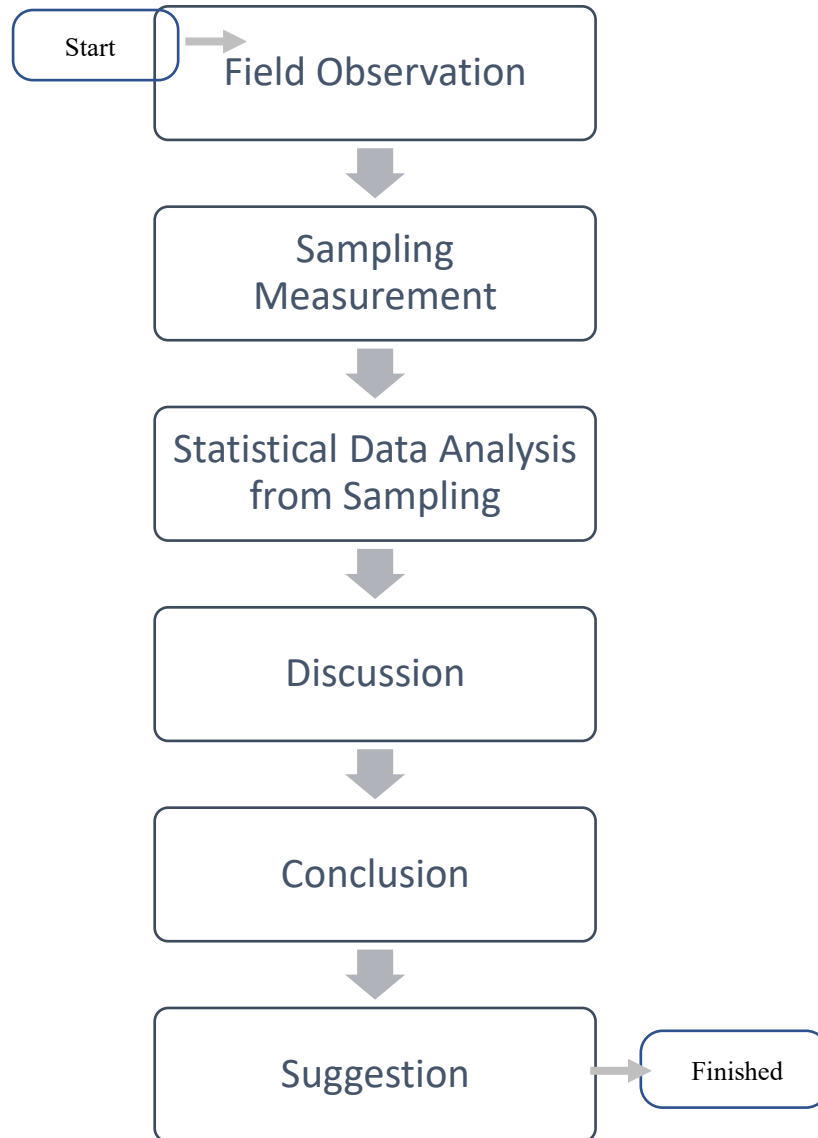 Start
Field Observation
Sampling
Measurement
Statistical Data Analysis
from Sampling
Discussion
Conclusion
Suggestion
Finished